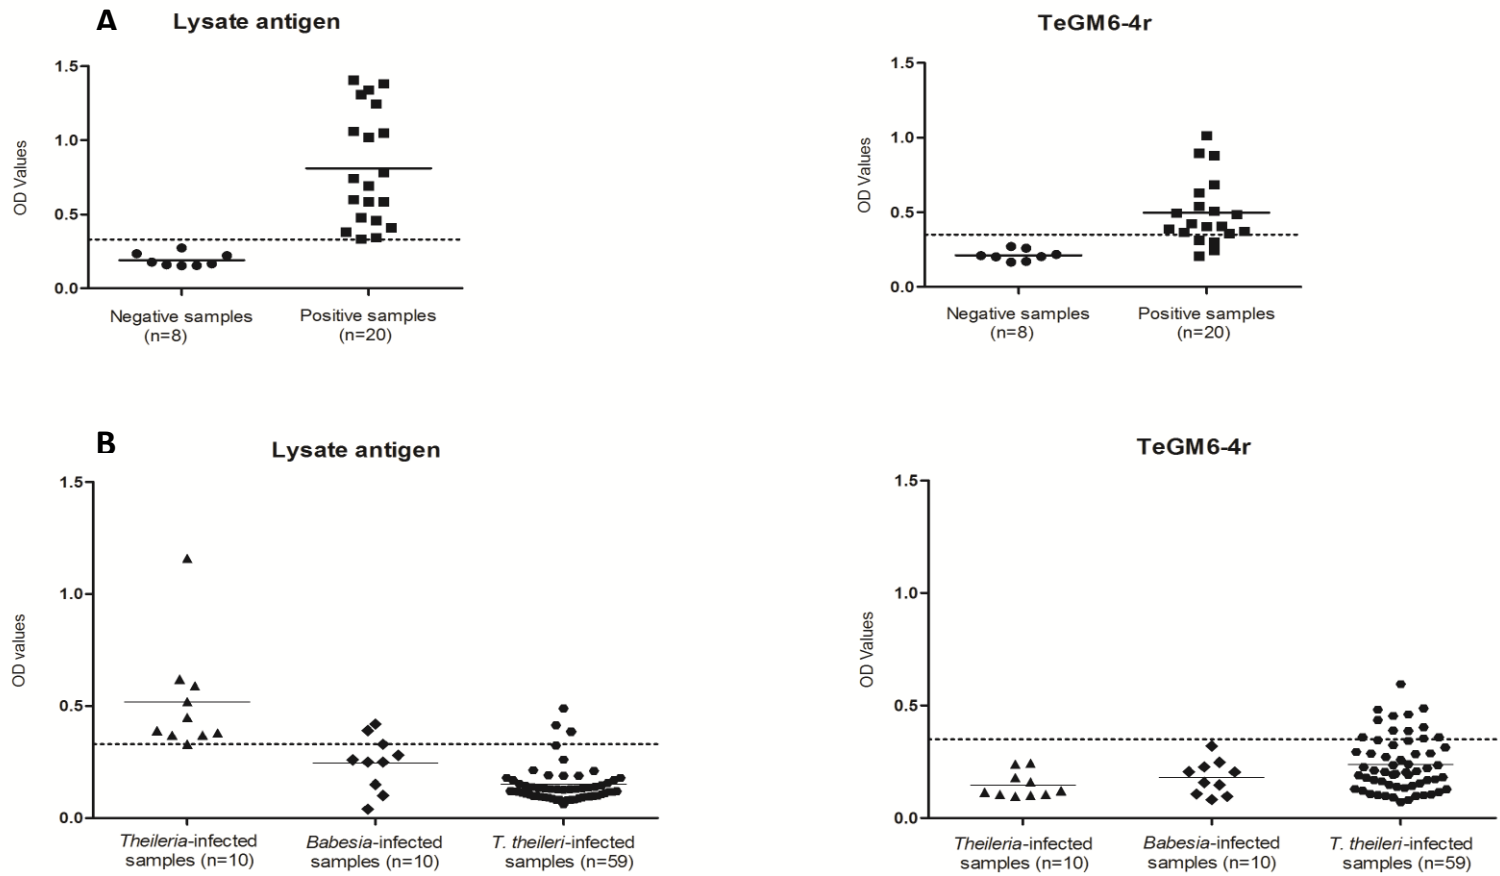 A
Lysate antigen
OD Values
1.5
1.0
0.5
0.0
Negative samples
(n=8)
Positive samples
(n=20)
TeGM6-4r
OD Values
1.5
1.0
0.5
0.0
Negative samples
(n=8)
Positive samples
(n=20)
B
Lysate antigen
OD values
1.5
1.0
0.5
0.0
Theileria-infected
samples (n=10)
Babesia-infected
samples (n=10)
T. theileri-infected
samples (n=59)
TeGM6-4r
OD Values
1.5
1.0
0.5
0.0
Theileria-infected
samples (n=10)
Babesia-infected
samples (n=10)
T. theileri-infected
samples (n=59)